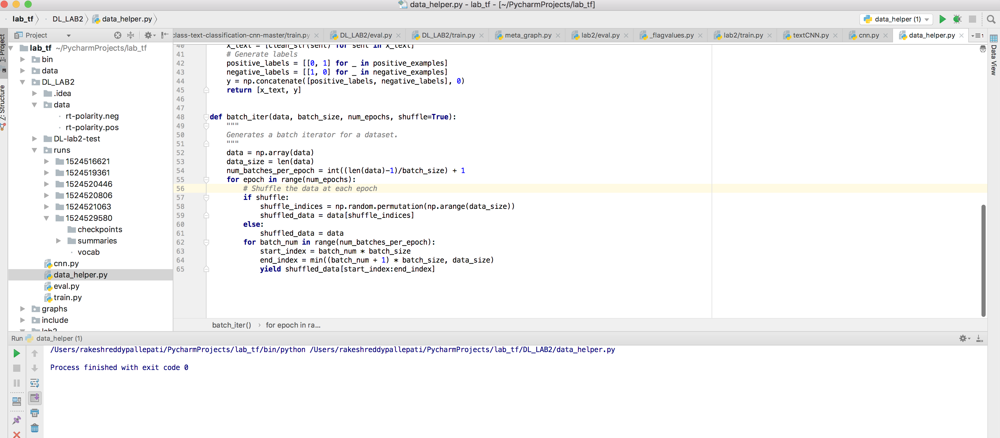 data_helper.py - lab_tf - [~/PycharmProjects/lab_tf]
lab_tf DL_LAB2 data_helper.py
data_helper (1)
Project
class-text-classification-cnn-master/train.py DL_LAB2/eval.py DL_LAB2/train.py meta_graph.py lab2/eval.py _flagvalues.py lab2/train.py textCNN.py cnn.py data_helper.py 1
1: Project
7: Structure
Data View
lab_tf ~/PycharmProjects/lab_tf
bin
data
DL_LAB2
.idea
data
rt-polarity.neg
rt-polarity.pos
DL-lab2-test
runs
1524516621
1524519361
1524520446
1524520806
1524521063
1524529580
checkpoints
summaries
vocab
cnn.py
data_helper.py
eval.py
train.py
graphs
include
lab2
40 x_text = [clean_str(sent) for sent in x_text]
41 # Generate labels
42 positive_labels = [[0, 1] for _ in positive_examples]
43 negative_labels = [[1, 0] for _ in negative_examples]
44 y = np.concatenate([positive_labels, negative_labels], 0)
45 return [x_text, y]
46
47
48 def batch_iter(data, batch_size, num_epochs, shuffle=True):
49 """
50 Generates a batch iterator for a dataset.
51 """
52 data = np.array(data)
53 data_size = len(data)
54 num_batches_per_epoch = int((len(data)-1)/batch_size) + 1
55 for epoch in range(num_epochs):
56 # Shuffle the data at each epoch
57 if shuffle:
58 shuffle_indices = np.random.permutation(np.arange(data_size))
59 shuffled_data = data[shuffle_indices]
60 else:
61 shuffled_data = data
62 for batch_num in range(num_batches_per_epoch):
63 start_index = batch_num * batch_size
64 end_index = min((batch_num + 1) * batch_size, data_size)
65 yield shuffled_data[start_index:end_index]
batch_iter() › for epoch in ra...
Run data_helper (1)
/Users/rakeshreddypallepati/PycharmProjects/lab_tf/bin/python /Users/rakeshreddypallepati/PycharmProjects/lab_tf/DL_LAB2/data_helper.py
Process finished with exit code 0